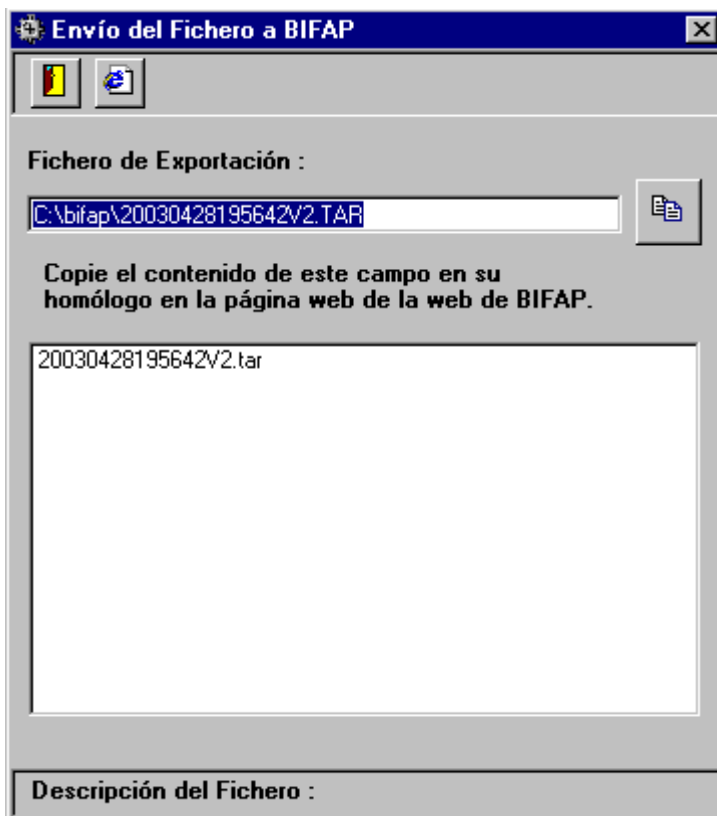 Envío del Fichero a BIFAP
Fichero de Exportación :
C:\bifap\20030428195642V2.TAR
Copie el contenido de este campo en su
homólogo en la página web de la web de BIFAP.
20030428195642V2.tar
Descripción del Fichero :